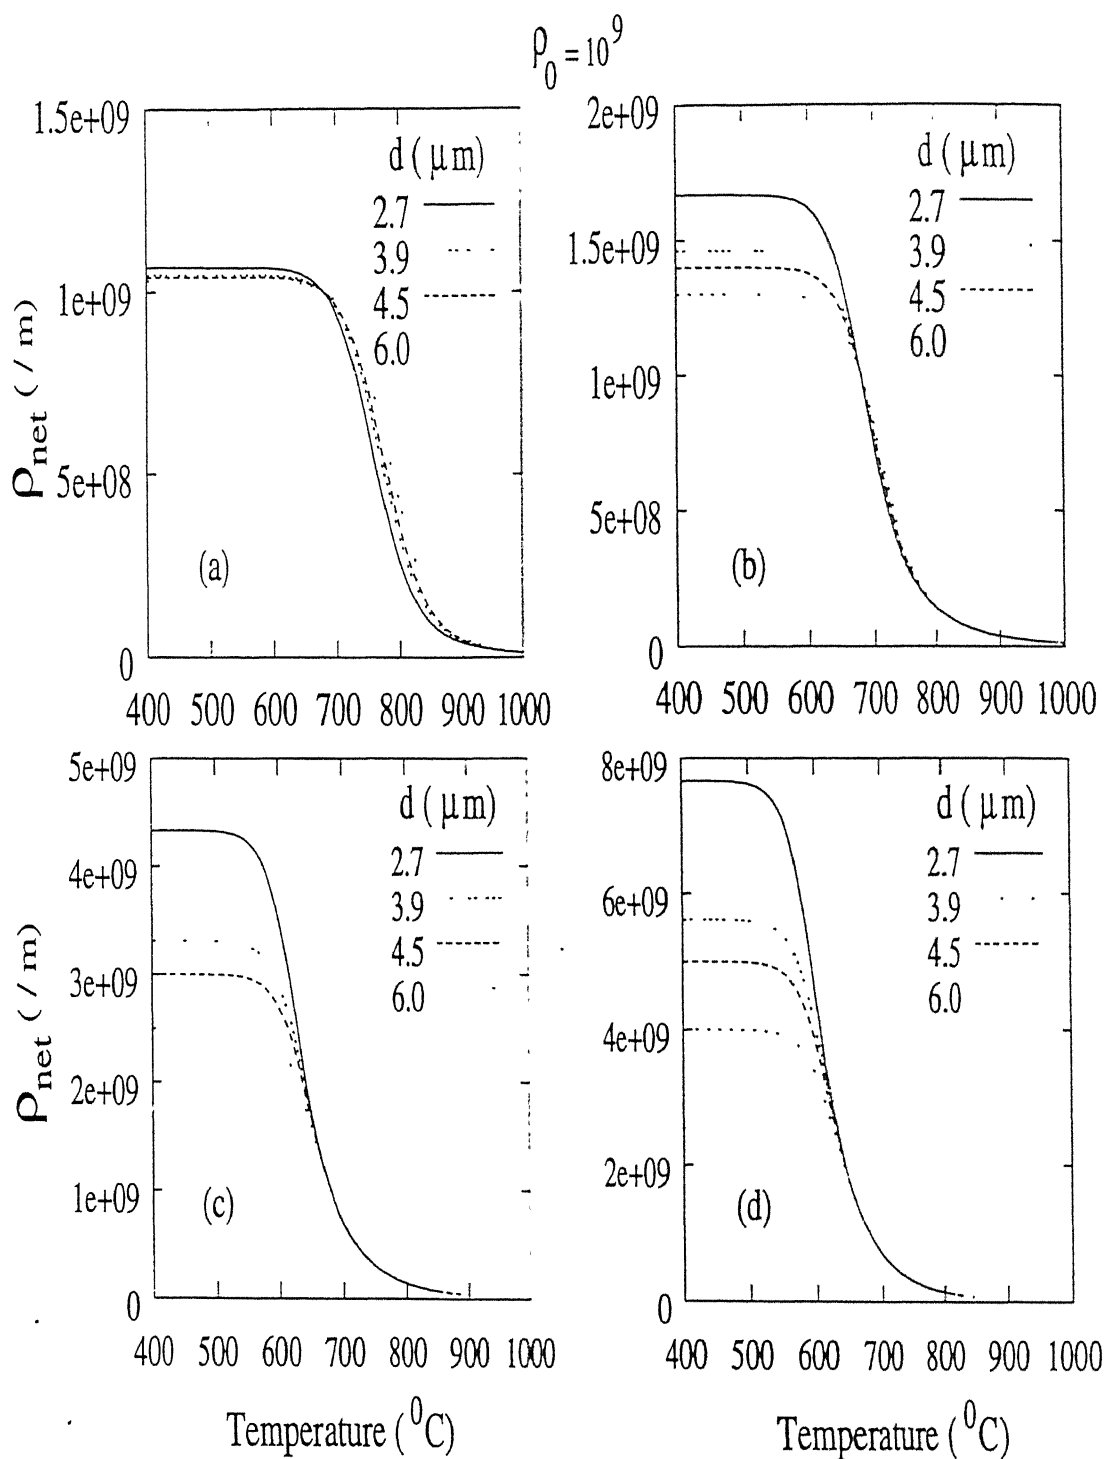 ρ0 = 10^9
1.5e+09
1e+09
5e+08
0
ρnet ( / m)
d ( μm)
2.7
3.9
4.5
6.0
(a)
400 500 600 700 800 900 1000
2e+09
1.5e+09
1e+09
5e+08
0
d ( μm)
2.7
3.9
4.5
6.0
(b)
400 500 600 700 800 900 1000
5e+09
4e+09
3e+09
2e+09
1e+09
0
ρnet ( / m)
d ( μm)
2.7
3.9
4.5
6.0
(c)
400 500 600 700 800 900 1000
Temperature ( ^0C)
8e+09
6e+09
4e+09
2e+09
0
d ( μm)
2.7
3.9
4.5
6.0
(d)
400 500 600 700 800 900 1000
Temperature ( ^0C)